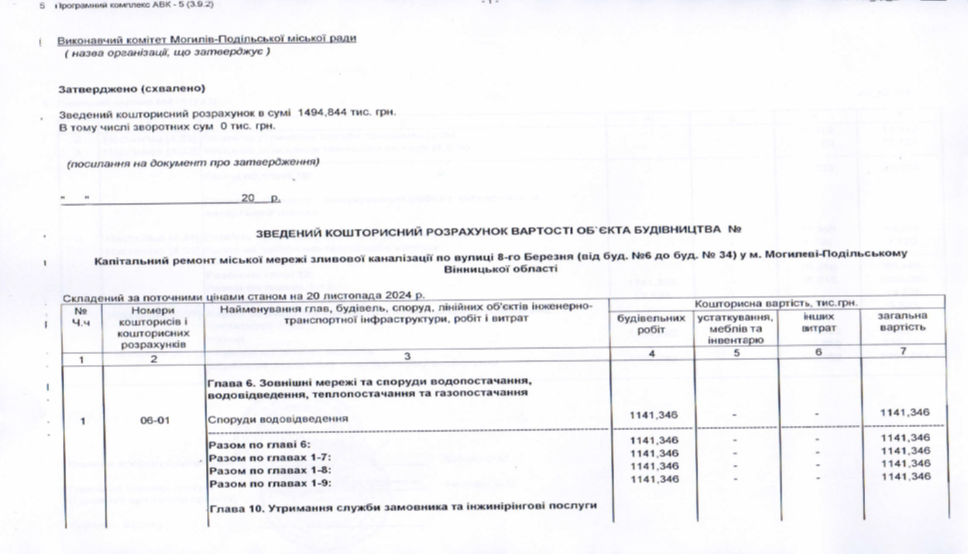 5 Програмний комплекс АВК - 5 (3.9.2)
- 1 -
Виконавчий комітет Могилів-Подільської міської ради
( назва організації, що затверджує )
Затверджено (схвалено)
Зведений кошторисний розрахунок в сумі 1494,844 тис. грн.
В тому числі зворотних сум 0 тис. грн.
(посилання на документ про затвердження)
" " 20 р.
ЗВЕДЕНИЙ КОШТОРИСНИЙ РОЗРАХУНОК ВАРТОСТІ ОБ`ЄКТА БУДІВНИЦТВА №
Капітальний ремонт міської мережі зливової каналізації по вулиці 8-го Березня (від буд. №6 до буд. № 34) у м. Могилеві-Подільському
Вінницької області
Складений за поточними цінами станом на 20 листопада 2024 р.
№ Ч.ч
Номери кошторисів і кошторисних розрахунків
Найменування глав, будівель, споруд, лінійних об'єктів інженерно-
транспортної інфраструктури, робіт і витрат
Кошторисна вартість, тис.грн.
будівельних робіт
устаткування, меблів та інвентарю
інших витрат
загальна вартість
1 2 3 4 5 6 7
Глава 6. Зовнішні мережі та споруди водопостачання,
водовідведення, теплопостачання та газопостачання
1 06-01 Споруди водовідведення 1141,346 - - 1141,346
Разом по главі 6: 1141,346 - - 1141,346
Разом по главах 1-7: 1141,346 - - 1141,346
Разом по главах 1-8: 1141,346 - - 1141,346
Разом по главах 1-9: 1141,346 - - 1141,346
Глава 10. Утримання служби замовника та інжинірингові послуги